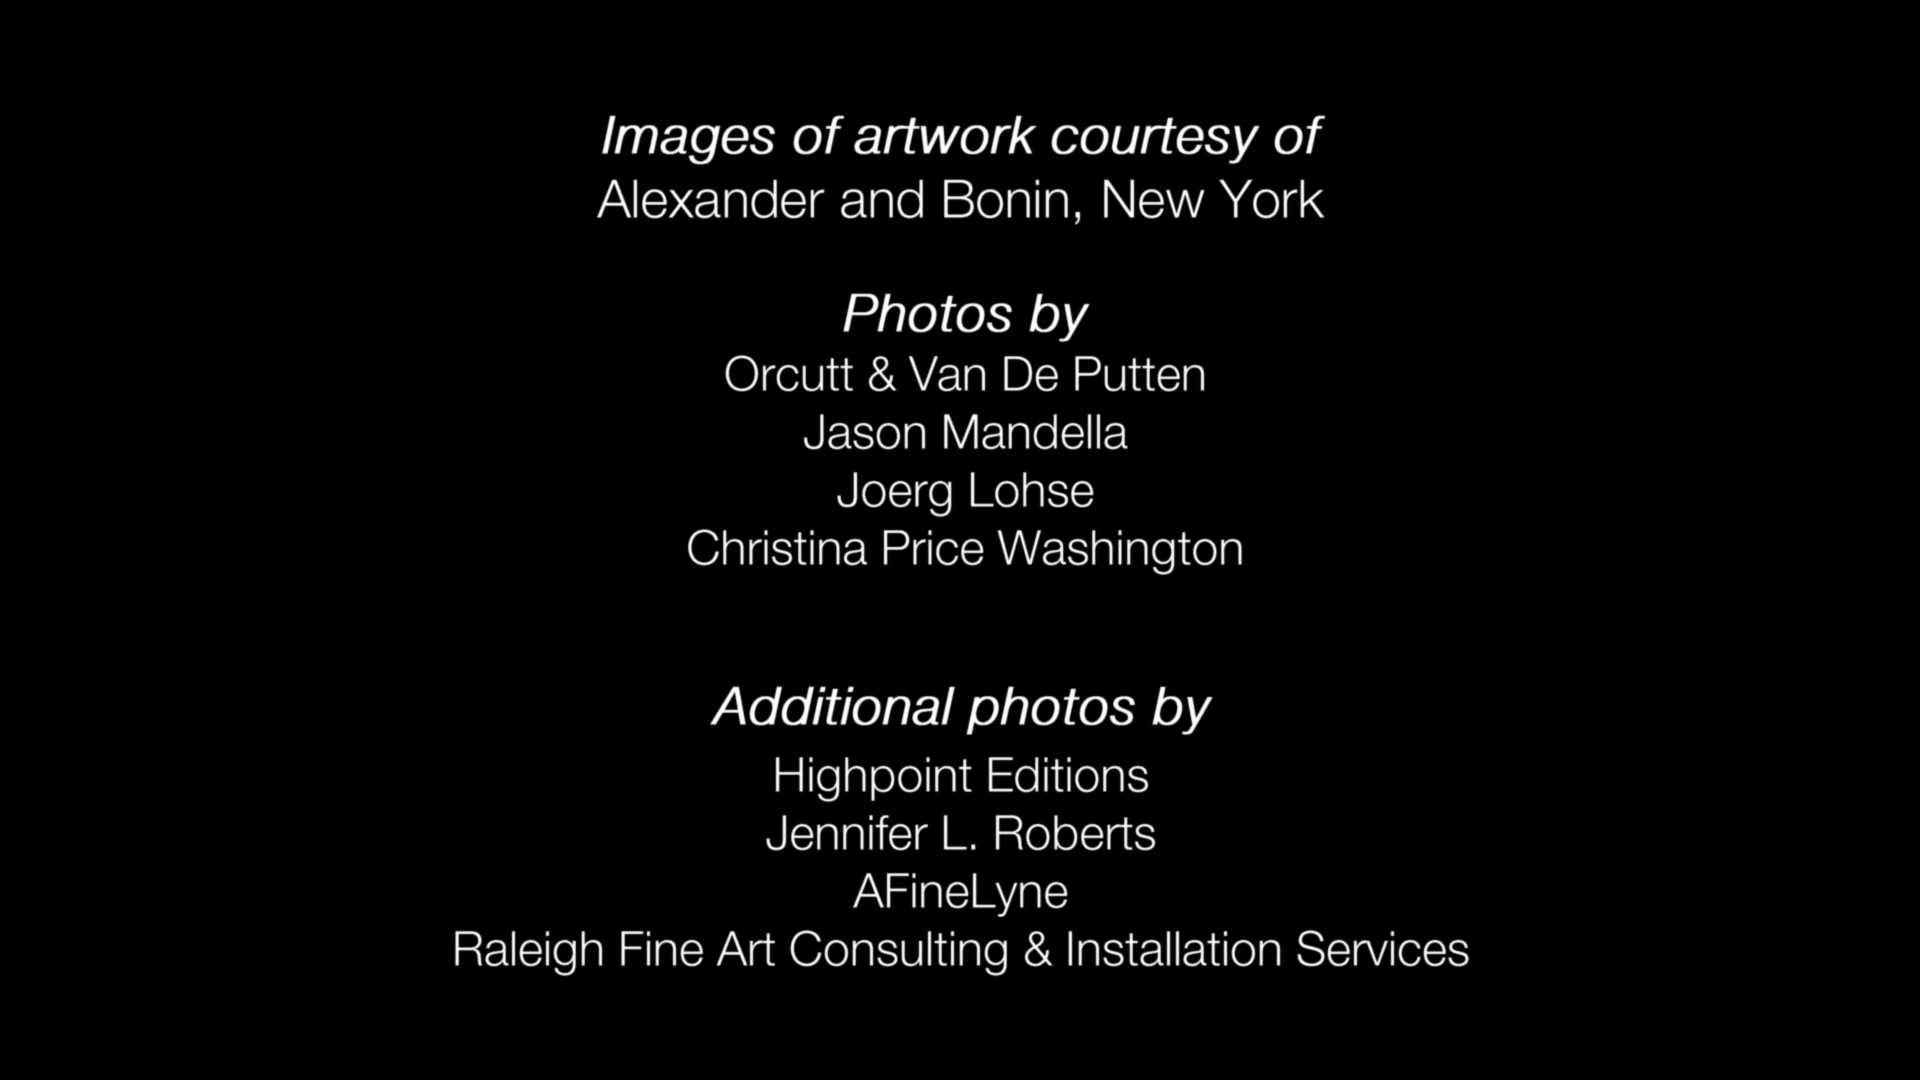 Images of artwork courtesy of
Alexander and Bonin, New York
Photos by
Orcutt & Van De Putten
Jason Mandella
Joerg Lohse
Christina Price Washington
Additional photos by
Highpoint Editions
Jennifer L. Roberts
AFineLyne
Raleigh Fine Art Consulting & Installation Services